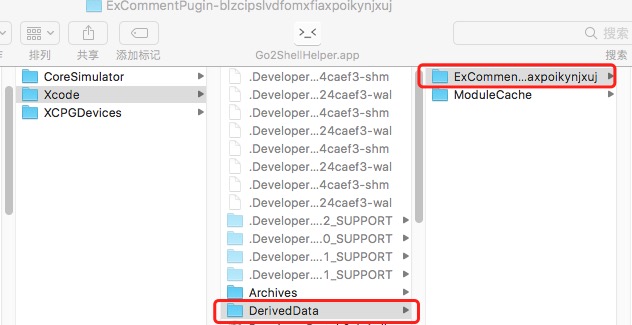 ExCommentPugin-blzcipslvdfomxfiaxpoikynjxuj
>_<
搜索
排列
共享
添加标记
Go2ShellHelper.app
搜索
CoreSimulator
Xcode
XCPGDevices
.Developer....4caef3-shm
.Developer...24caef3-wal
.Developer....4caef3-shm
.Developer...24caef3-wal
.Developer....4caef3-shm
.Developer...24caef3-wal
.Developer....4caef3-shm
.Developer...24caef3-wal
.Developer....2_SUPPORT
.Developer....0_SUPPORT
.Developer....1_SUPPORT
.Developer....1_SUPPORT
Archives
DerivedData
ExCommen...axpoikynjxuj
ModuleCache